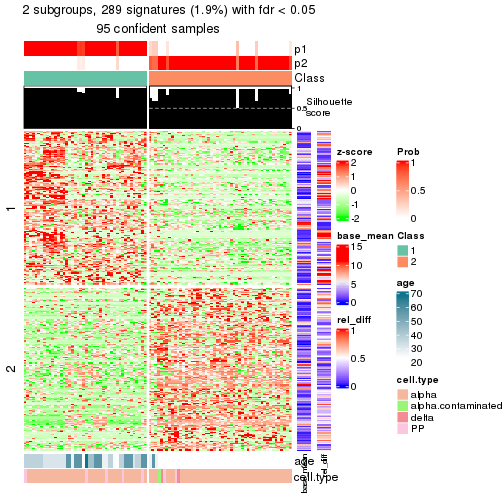 2 subgroups, 289 signatures (1.9%) with fdr < 0.05
95 confident samples
p1
p2
Class
1
0.5
0
Silhouette
score
1
2
z-score
2
1
0
-1
-2
Prob
1
0.5
0
base_mean
15
10
5
0
Class
1
2
age
70
60
50
40
30
20
rel_diff
1
0.5
0
cell.type
alpha
alpha.contaminated
delta
PP
age
cell.type
base_mean
rel_diff